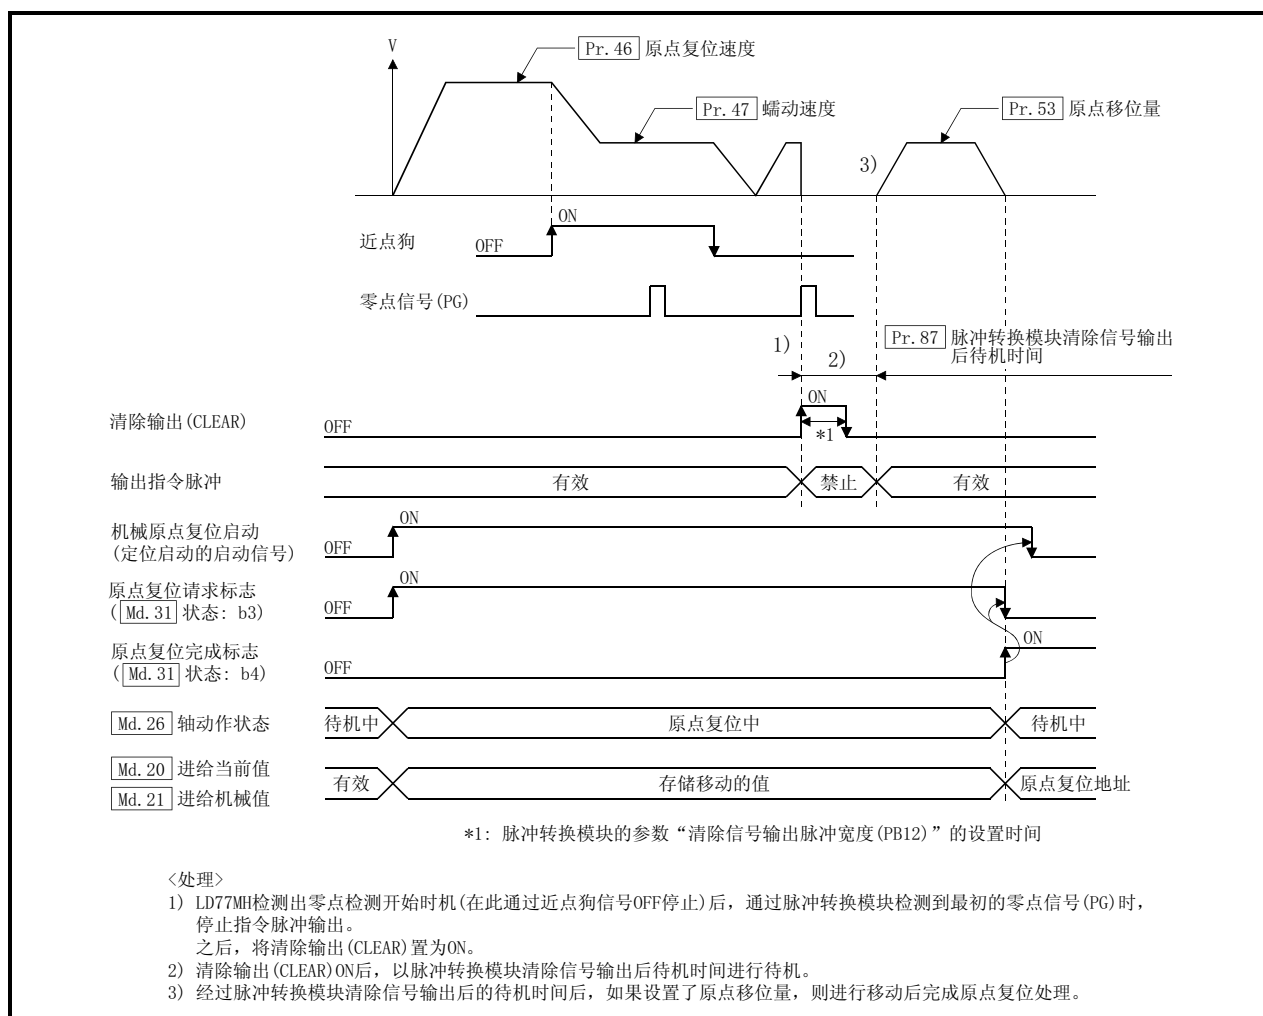 V
Pr.46 原点复位速度
Pr.47 蠕动速度
Pr.53 原点移位量
3)
近点狗
OFF
ON
零点信号(PG)
1)
2)
Pr.87 脉冲转换模块清除信号输出
后待机时间
清除输出(CLEAR)
OFF
ON
*1
输出指令脉冲
有效
禁止
有效
机械原点复位启动
(定位启动的启动信号)
OFF
ON
原点复位请求标志
(Md.31 状态: b3)
OFF
ON
原点复位完成标志
(Md.31 状态: b4)
OFF
ON
Md.26 轴动作状态
待机中
原点复位中
待机中
Md.20 进给当前值
Md.21 进给机械值
有效
存储移动的值
原点复位地址
*1: 脉冲转换模块的参数“清除信号输出脉冲宽度(PB12)”的设置时间
<处理>
1) LD77MH检测出零点检测开始时机(在此通过近点狗信号OFF停止)后，通过脉冲转换模块检测到最初的零点信号(PG)时，
停止指令脉冲输出。
之后，将清除输出(CLEAR)置为ON。
2) 清除输出(CLEAR)ON后，以脉冲转换模块清除信号输出后待机时间进行待机。
3) 经过脉冲转换模块清除信号输出后的待机时间后，如果设置了原点移位量，则进行移动后完成原点复位处理。